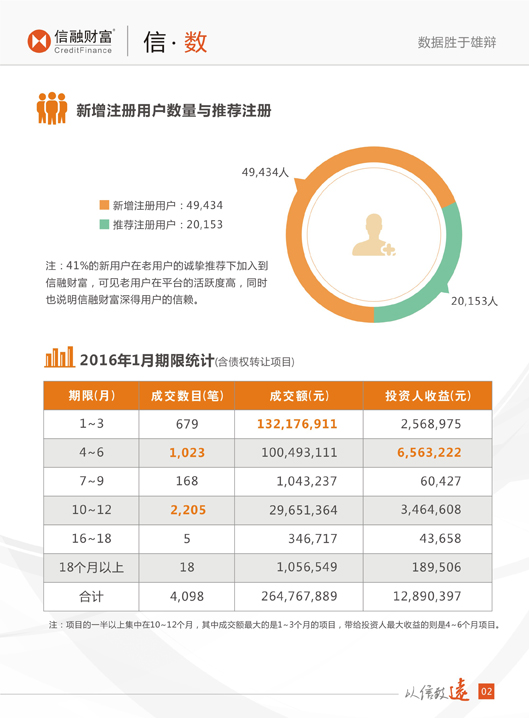 信融财富®
CreditFinance
信·数
数据胜于雄辩
新增注册用户数量与推荐注册
49,434人
新增注册用户：49,434
推荐注册用户：20,153
注：41%的新用户在老用户的诚挚推荐下加入到
信融财富，可见老用户在平台的活跃度高，同时
也说明信融财富深得用户的信赖。
20,153人
2016年1月期限统计(含债权转让项目)
期限(月) 成交数目(笔) 成交额(元) 投资人收益(元)
1~3 679 132,176,911 2,568,975
4~6 1,023 100,493,111 6,563,222
7~9 168 1,043,237 60,427
10~12 2,205 29,651,364 3,464,608
16~18 5 346,717 43,658
18个月以上 18 1,056,549 189,506
合计 4,098 264,767,889 12,890,397
注：项目的一半以上集中在10~12个月，其中成交额最大的是1~3个月的项目，带给投资人最大收益的则是4~6个月项目。
从信致远
02